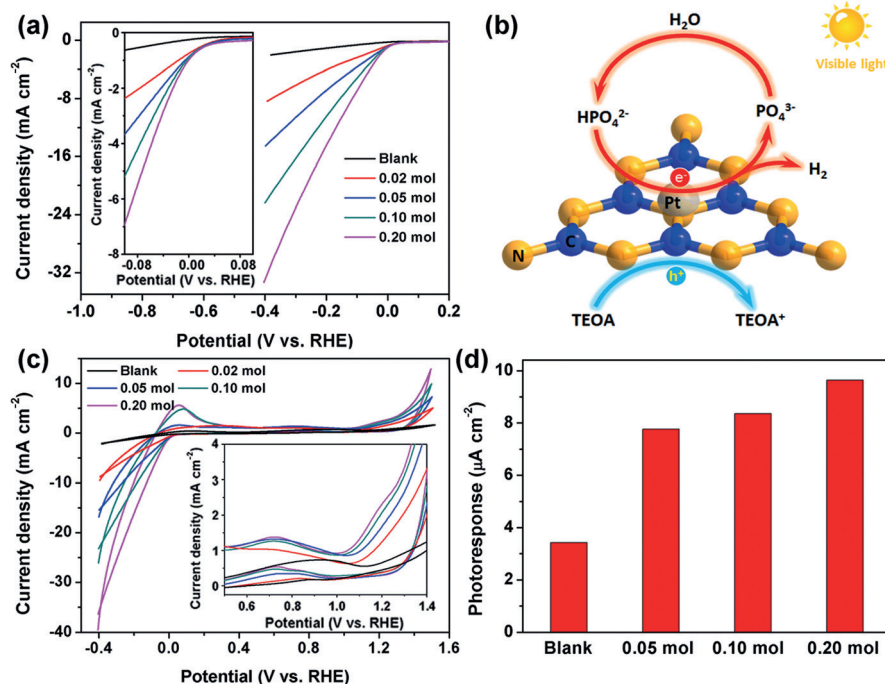 (a)
Current density (mA cm⁻²)
0
-4
-8
-12
-16
-20
-24
-28
-32
-1.0 -0.8 -0.6 -0.4 -0.2 0.0 0.2
Potential (V vs. RHE)
Current density (mA cm⁻²)
0
-2
-4
-6
-8
-0.08 0.00 0.08
Potential (V vs. RHE)
Blank
0.02 mol
0.05 mol
0.10 mol
0.20 mol
(b)
H₂O
Visible light
HPO₄²⁻
PO₄³⁻
e⁻
H₂
Pt
N
C
h⁺
TEOA
TEOA⁺
(c)
Current density (mA cm⁻²)
20
10
0
-10
-20
-30
-40
-0.4 0.0 0.4 0.8 1.2 1.6
Potential (V vs. RHE)
Blank 0.02 mol
0.05 mol 0.10 mol
0.20 mol
Current density (mA cm⁻²)
4
3
2
1
0
0.6 0.8 1.0 1.2 1.4
Potential (V vs. RHE)
(d)
Photoresponse (μA cm⁻²)
10
8
6
4
2
0
Blank 0.05 mol 0.10 mol 0.20 mol